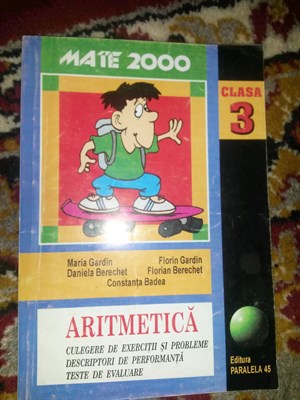 MATE 2000
CLASA
3
Maria Gardin Florin Gardin
Daniela Berechet Florian Berechet
Constanța Badea
ARITMETICĂ
CULEGERE DE EXERCIȚII ȘI PROBLEME
DESCRIPTORI DE PERFORMANȚĂ
TESTE DE EVALUARE
Editura
PARALELA 45